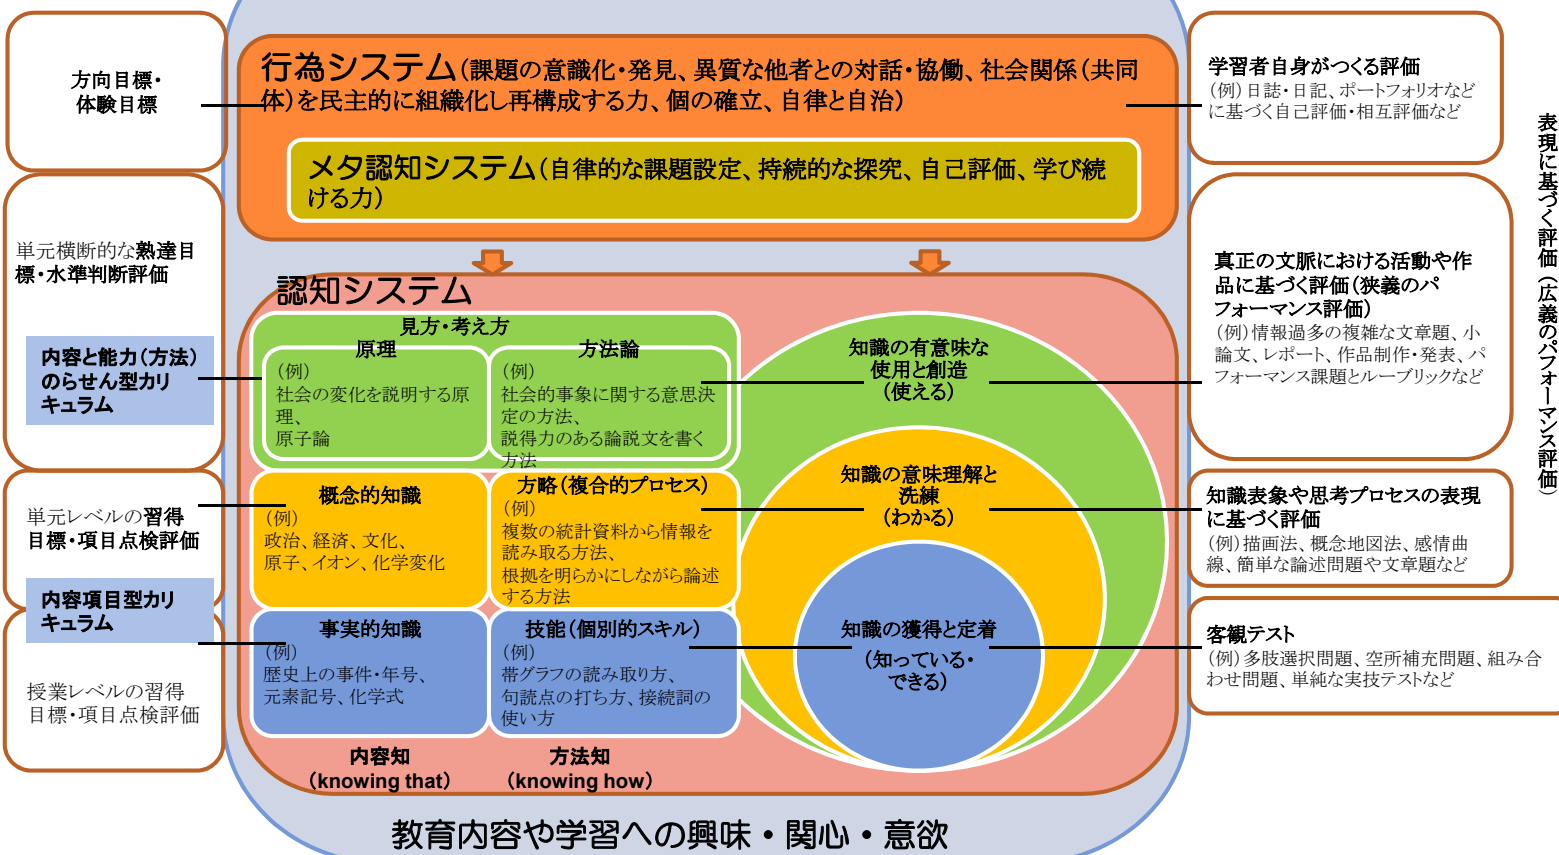 方向目標・
体験目標
行為システム(課題の意識化・発見、異質な他者との対話・協働、社会関係(共同
体)を民主的に組織化し再構成する力、個の確立、自律と自治)
メタ認知システム(自律的な課題設定、持続的な探究、自己評価、学び続
ける力)
学習者自身がつくる評価
(例)日誌・日記、ポートフォリオなど
に基づく自己評価・相互評価など
表現に基づく評価(広義のパフォーマンス評価)
単元横断的な熟達目
標・水準判断評価
内容と能力(方法)
のらせん型カリ
キュラム
認知システム
見方・考え方
原理
(例)
社会の変化を説明する原
理、
原子論
方法論
(例)
社会的事象に関する意思決
定の方法、
説得力のある論説文を書く
方法
知識の有意味な
使用と創造
(使える)
真正の文脈における活動や作
品に基づく評価(狭義のパ
フォーマンス評価)
(例)情報過多の複雑な文章題、小
論文、レポート、作品制作・発表、パ
フォーマンス課題とルーブリックなど
単元レベルの習得
目標・項目点検評価
内容項目型カリ
キュラム
概念的知識
(例)
政治、経済、文化、
原子、イオン、化学変化
方略(複合的プロセス)
(例)
複数の統計資料から情報を
読み取る方法、
根拠を明らかにしながら論述
する方法
知識の意味理解と
洗練
(わかる)
知識表象や思考プロセスの表現
に基づく評価
(例)描画法、概念地図法、感情曲
線、簡単な論述問題や文章題など
授業レベルの習得
目標・項目点検評価
事実的知識
(例)
歴史上の事件・年号、
元素記号、化学式
技能(個別的スキル)
(例)
帯グラフの読み取り方、
句読点の打ち方、接続詞の
使い方
知識の獲得と定着
(知っている・
できる)
客観テスト
(例)多肢選択問題、空所補充問題、組み合
わせ問題、単純な実技テストなど
内容知
(knowing that)
方法知
(knowing how)
教育内容や学習への興味・関心・意欲